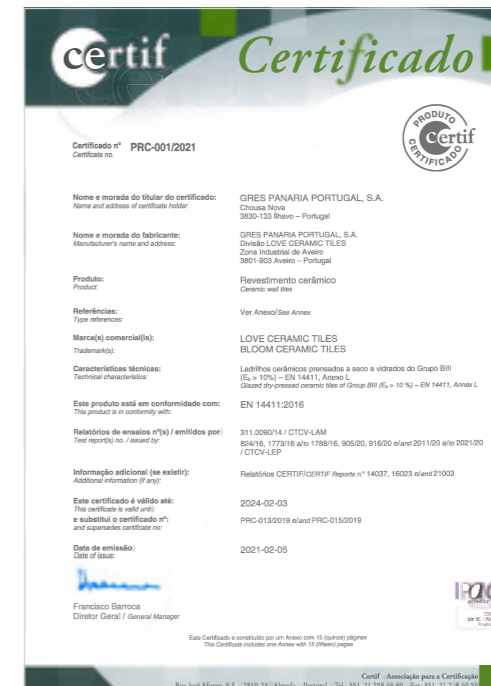 certif
Certificado
PRODUTO
certif
CERTIFICADO
Certificado nº PRC-001/2021
Certificate no.
Nome e morada do titular do certificado: GRES PANARIA PORTUGAL, S.A.
Name and address of certificate holder Chousa Nova
3830-133 Ílhavo – Portugal
Nome e morada do fabricante: GRES PANARIA PORTUGAL, S.A.
Manufacturer's name and address: Divisão LOVE CERAMIC TILES
Zona Industrial de Aveiro
3801-903 Aveiro – Portugal
Produto: Revestimento cerâmico
Product: Ceramic wall tiles
Referências: Ver Anexo/See Annex
Type references:
Marca(s) comercial(is): LOVE CERAMIC TILES
Trademark(s): BLOOM CERAMIC TILES
Características técnicas: Ladrilhos cerâmicos prensados a seco e vidrados do Grupo BIII
Technical characteristics: (Eb > 10%) – EN 14411, Anexo L
Glazed dry-pressed ceramic tiles of Group BIII (Eb > 10 %) – EN 14411, Annex L
Este produto está em conformidade com: EN 14411:2016
This product is in conformity with:
Relatórios de ensaios nº(s) / emitidos por: 311.0090/14 / CTCV-LAM
Test report(s) no. / issued by: 824/16, 1773/16 a/to 1788/16, 905/20, 916/20 e/and 2011/20 a/to 2021/20
/ CTCV-LEP
Informação adicional (se existir): Relatórios CERTIF/CERTIF Reports n.º 14037, 16023 e/and 21003
Additional information (if any):
Este certificado é válido até: 2024-02-03
This certificate is valid until:
e substitui o certificado nº: PRC-013/2019 e/and PRC-015/2019
and supersedes certificate no:
Data de emissão: 2021-02-05
Date of issue:
Francisco Barroca
Diretor Geral / General Manager
Este Certificado é constituído por um Anexo com 15 (quinze) páginas
This Certificate includes one Annex with 15 (fifteen) pages
Certif - Associação para a Certificação